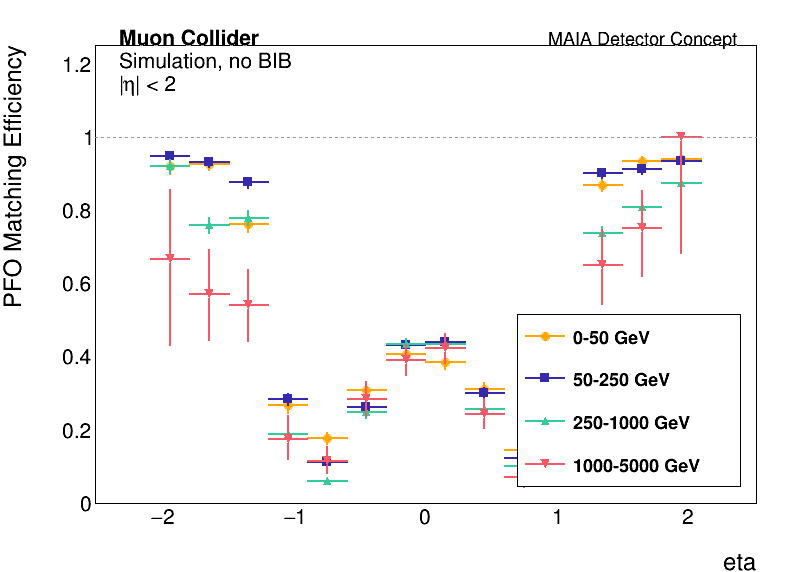 Muon Collider
MAIA Detector Concept
Simulation, no BIB
|η| < 2
PFO Matching Efficiency
1.2
1
0.8
0.6
0.4
0.2
0
0-50 GeV
50-250 GeV
250-1000 GeV
1000-5000 GeV
−2
−1
0
1
2
eta